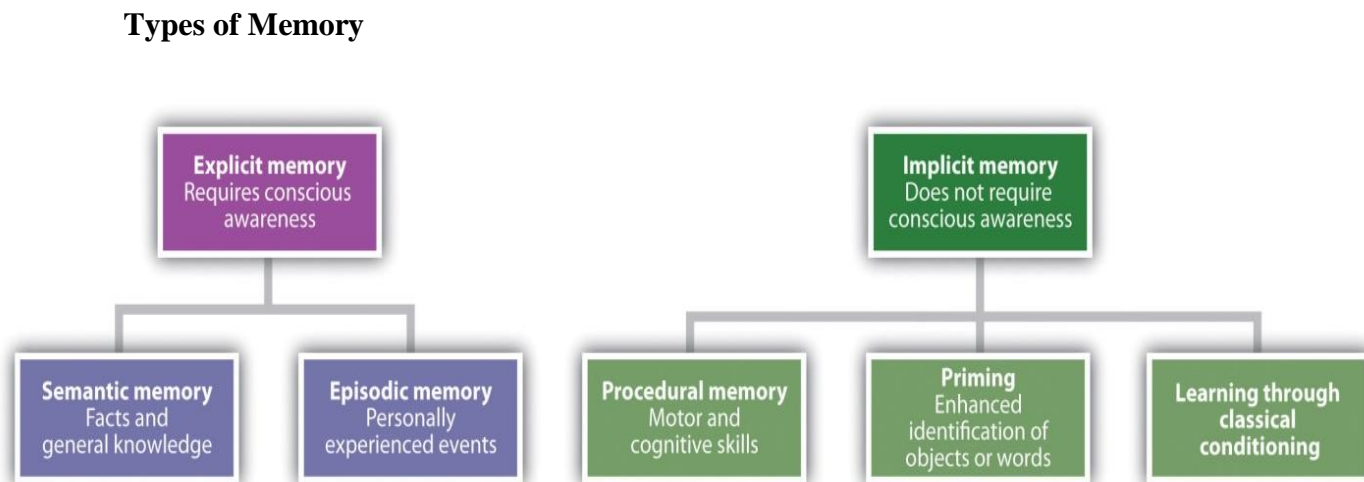 Types of Memory
Explicit memory
Requires conscious
awareness
Implicit memory
Does not require
conscious awareness
Semantic memory
Facts and
general knowledge
Episodic memory
Personally
experienced events
Procedural memory
Motor and
cognitive skills
Priming
Enhanced
identification of
objects or words
Learning through
classical
conditioning